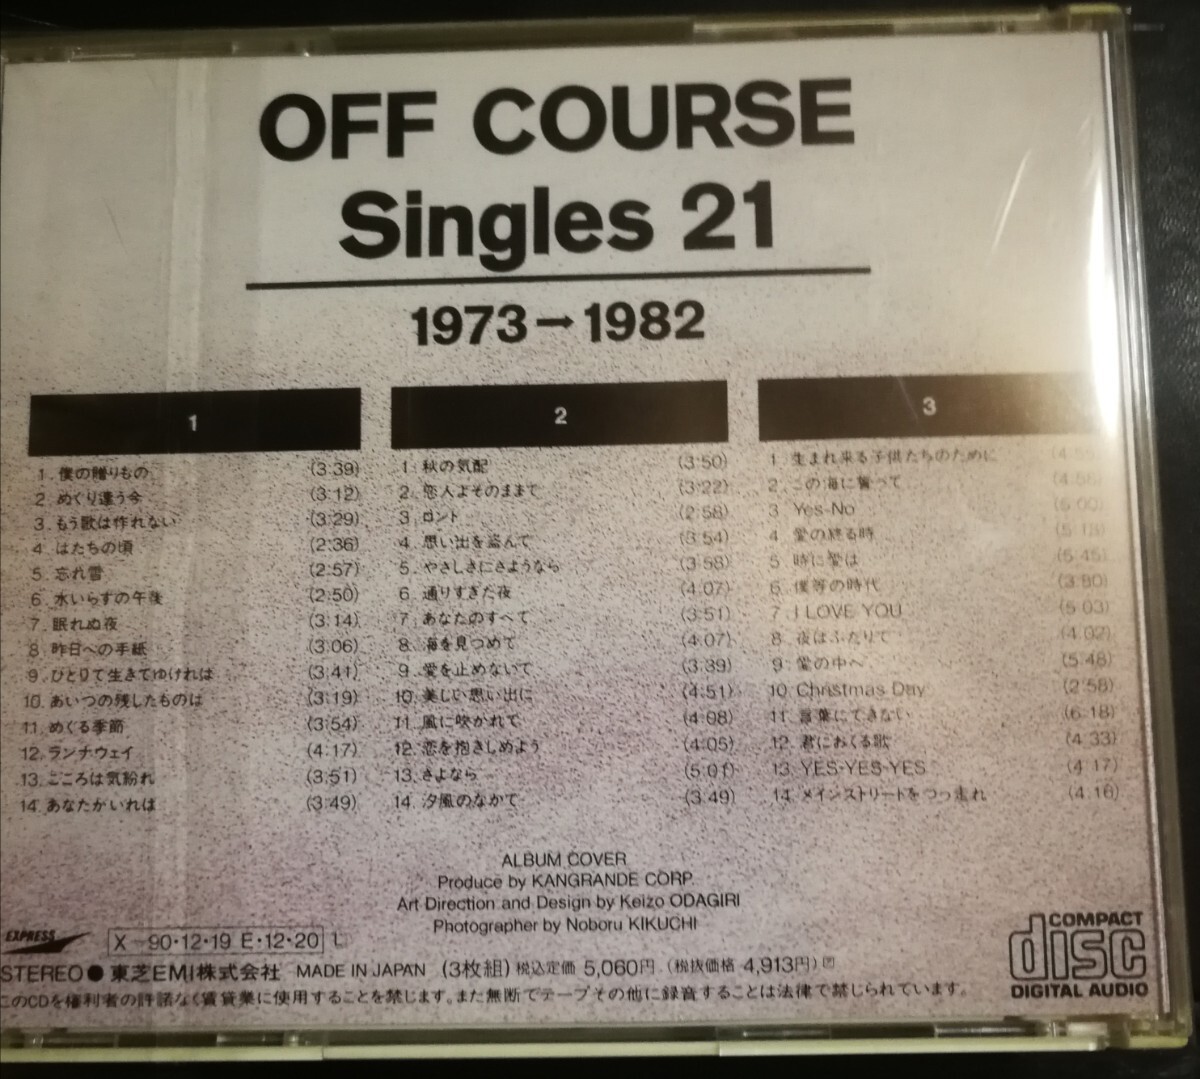 OFF COURSE
Singles 21
1973→1982
1
1. 僕の贈りもの (3:39)
2. めぐり逢う今 (3:12)
3. もう歌は作れない (3:29)
4. はたちの頃 (2:36)
5. 忘れ雪 (2:57)
6. 水いらずの午後 (2:50)
7. 眠れぬ夜 (3:14)
8. 昨日への手紙 (3:06)
9. ひとりで生きてゆければ (3:41)
10. あいつの残したものは (3:19)
11. めぐる季節 (3:54)
12. ランナウェイ (4:17)
13. こころは気紛れ (3:51)
14. あなたがいれば (3:49)
2
1. 秋の気配 (3:50)
2. 恋人よそのままで (3:22)
3. ロンド (2:58)
4. 思い出を盗んで (3:54)
5. やさしさにさようなら (3:58)
6. 通りすぎた夜 (4:07)
7. あなたのすべて (3:51)
8. 海を見つめて (4:07)
9. 愛を止めないで (3:39)
10. 美しい思い出に (4:51)
11. 風に吹かれて (4:08)
12. 恋を抱きしめよう (4:05)
13. さよなら (5:01)
14. 夕風のなかで (3:49)
3
1. 生まれ来る子供たちのために
2. この海に誓って (4:58)
3 Yes-No (5:00)
4 愛の終る時
5 時に愛は (5:45)
6 僕等の時代
7 I LOVE YOU (5:03)
8 夜はふたりで (4:02)
9 愛の中へ (5:48)
10 Christmas Day (2:58)
11 言葉にできない (6:18)
12. 君におくる歌 (4:33)
13. YES-YES-YES (4:17)
14 メインストリートをつっ走れ (4:16)
ALBUM COVER
Produce by KANGRANDE CORP.
Art Direction and Design by Keizo ODAGIRI
Photographer by Noboru KIKUCHI
EXPRESS X-90・12・19 E・12・20 L
STEREO● 東芝EMI株式会社 MADE IN JAPAN (3枚組) 税込定価 5,060円 (税抜価格 4,913円)
このCDを権利者の許諾なく賃貸業に使用することを禁じます。また無断でテープその他に録音することは法律で禁じられています。
COMPACT
disc
DIGITAL AUDIO